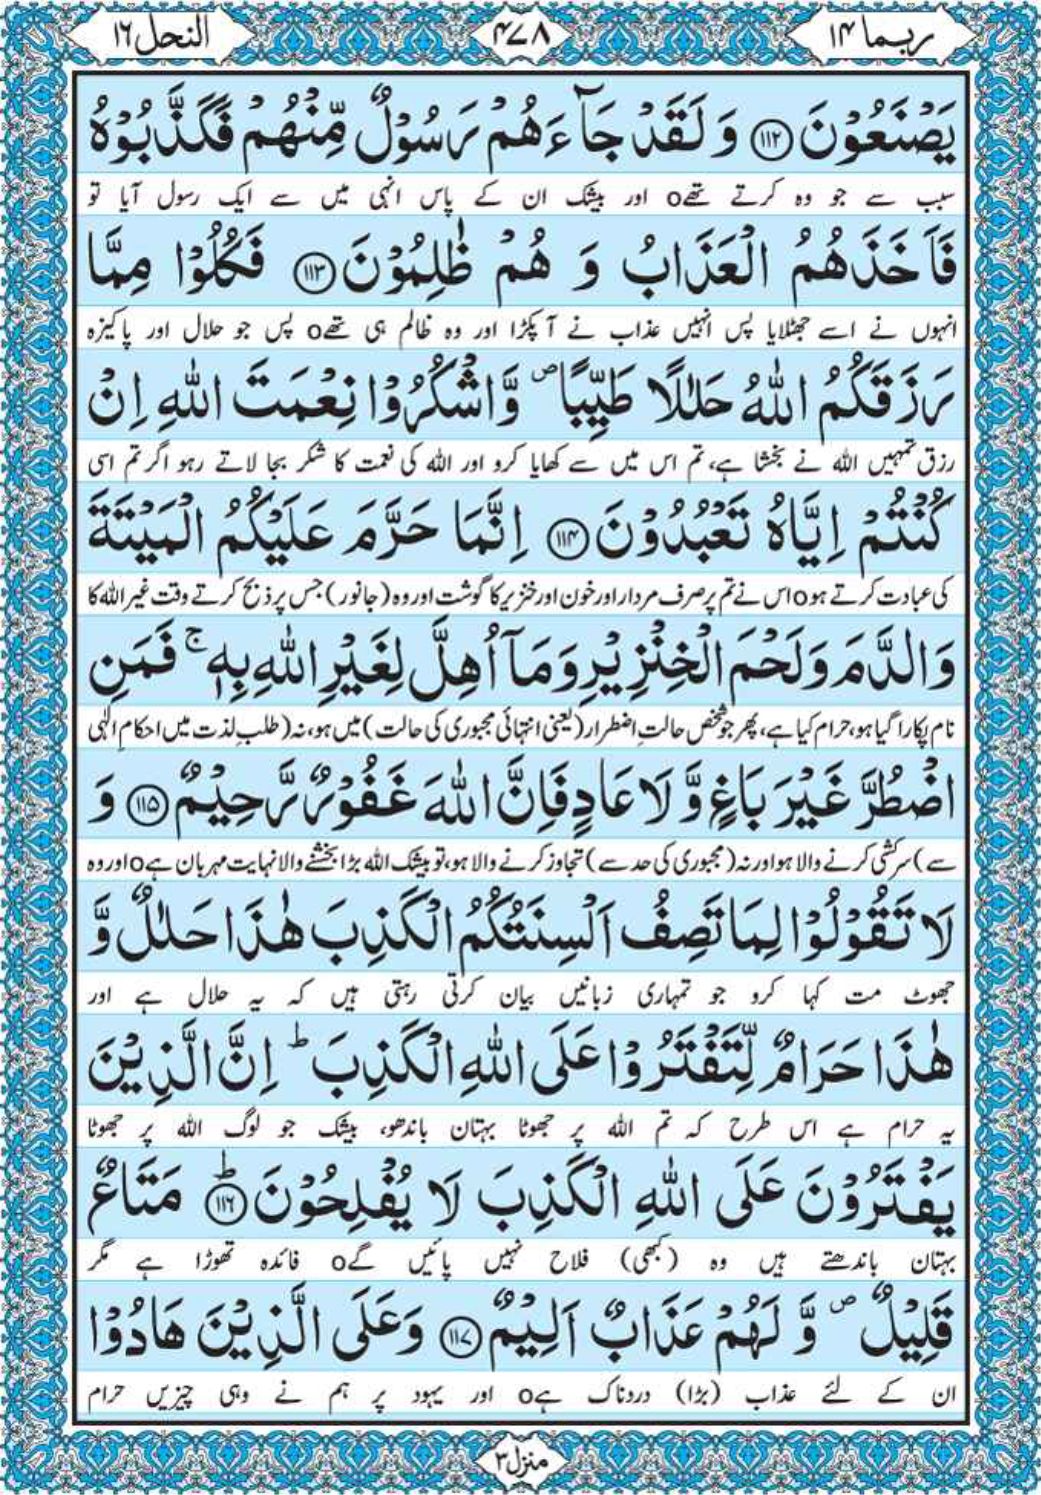 ربما ۱۴
۴۷۸
النحل ۱۶
يَصْنَعُوْنَ ﴿۱۱۲﴾ وَ لَقَدْ جَآءَهُمْ رَسُوْلٌ مِّنْهُمْ فَكَذَّبُوْهُ
سبب سے جو وہ کرتے تھےo اور بیشک ان کے پاس انہی میں سے ایک رسول آیا تو
فَاَخَذَهُمُ الْعَذَابُ وَ هُمْ ظٰلِمُوْنَ ﴿۱۱۳﴾ فَكُلُوْا مِمَّا
انہوں نے اسے جھٹلایا پس انہیں عذاب نے آ پکڑا اور وہ ظالم ہی تھےo پس جو حلال اور پاکیزہ
رَزَقَكُمُ اللّٰهُ حَلٰلًا طَيِّبًا ۪ وَّاشْكُرُوْا نِعْمَتَ اللّٰهِ اِنْ
رزق تمہیں اللہ نے بخشا ہے، تم اس میں سے کھایا کرو اور اللہ کی نعمت کا شکر بجا لاتے رہو اگر تم اسی
كُنْتُمْ اِيَّاهُ تَعْبُدُوْنَ ﴿۱۱۴﴾ اِنَّمَا حَرَّمَ عَلَيْكُمُ الْمَيْتَةَ
کی عبادت کرتے ہوo اس نے تم پر صرف مردار اور خون اور خنزیر کا گوشت اور وہ (جانور) جس پر ذبح کرتے وقت غیر اللہ کا
وَالدَّمَ وَلَحْمَ الْخِنْزِيْرِ وَمَآ اُهِلَّ لِغَيْرِ اللّٰهِ بِهٖ ۚ فَمَنِ
نام پکارا گیا ہو، حرام کیا ہے، پھر جو شخص حالتِ اضطرار (یعنی انتہائی مجبوری کی حالت) میں ہو، نہ (طلبِ لذت میں احکامِ الٰہی
اضْطُرَّ غَيْرَ بَاغٍ وَّ لَا عَادٍ فَاِنَّ اللّٰهَ غَفُوْرٌ رَّحِيْمٌ ﴿۱۱۵﴾ وَ
سے) سرکشی کرنے والا ہو اور نہ (مجبوری کی حد سے) تجاوز کرنے والا ہو، تو بیشک اللہ بڑا بخشنے والا نہایت مہربان ہےo اور وہ
لَا تَقُوْلُوْا لِمَا تَصِفُ اَلْسِنَتُكُمُ الْكَذِبَ هٰذَا حَلٰلٌ وَّ
جھوٹ مت کہا کرو جو تمہاری زبانیں بیان کرتی رہتی ہیں کہ یہ حلال ہے اور
هٰذَا حَرَامٌ لِّتَفْتَرُوْا عَلَى اللّٰهِ الْكَذِبَ ؕ اِنَّ الَّذِيْنَ
یہ حرام ہے اس طرح کہ تم اللہ پر جھوٹا بہتان باندھو، بیشک جو لوگ اللہ پر جھوٹا
يَفْتَرُوْنَ عَلَى اللّٰهِ الْكَذِبَ لَا يُفْلِحُوْنَ ﴿۱۱۶﴾ؕ مَتَاعٌ
بہتان باندھتے ہیں وہ (کبھی) فلاح نہیں پائیں گےo فائدہ تھوڑا ہے مگر
قَلِيْلٌ ۪ وَّ لَهُمْ عَذَابٌ اَلِيْمٌ ﴿۱۱۷﴾ وَعَلَى الَّذِيْنَ هَادُوْا
ان کے لئے عذاب (بڑا) دردناک ہےo اور یہود پر ہم نے وہی چیزیں حرام
منزل ۳